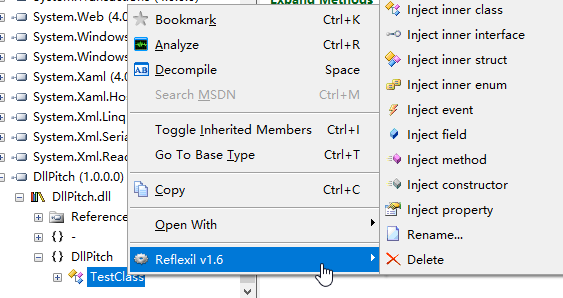 System.Web (4.0
System.Windows
System.Windows
System.Xaml (4.
System.Xaml.Ho
System.Xml.Linq
System.Xml.Seria
System.Xml.Reac
DllPitch (1.0.0.0)
DllPitch.dll
Reference
-
DllPitch
TestClass
Expand Methods
Bookmark Ctrl+K
Analyze Ctrl+R
Decompile Space
Search MSDN Ctrl+M
Toggle Inherited Members Ctrl+I
Go To Base Type Ctrl+T
Copy Ctrl+C
Open With
Reflexil v1.6
Inject inner class
Inject inner interface
Inject inner struct
Inject inner enum
Inject event
Inject field
Inject method
Inject constructor
Inject property
Rename...
Delete